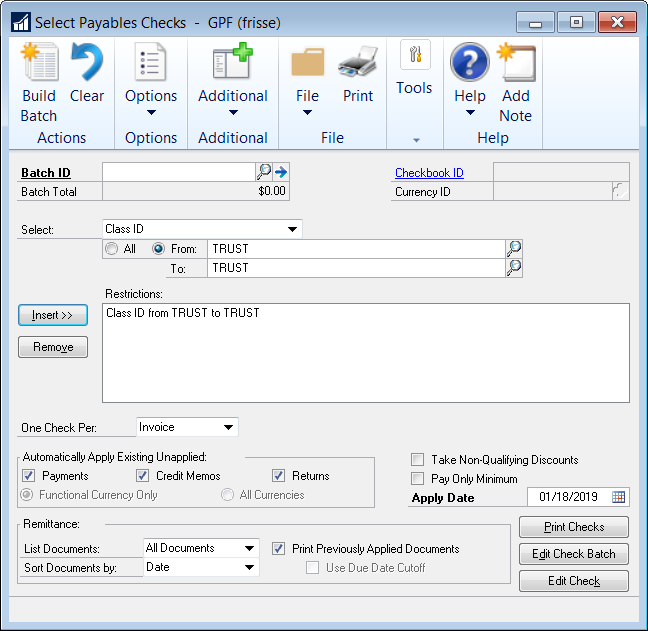 Select Payables Checks  -  GPF (frisse)
Build Batch
Clear
Options
Additional
File
Print
Tools
Help
Add Note
Actions
Options
Additional
File
Help
Batch ID
Checkbook ID
Batch Total $0.00
Currency ID
Select: Class ID
All From: TRUST
To: TRUST
Restrictions:
Insert >>
Class ID from TRUST to TRUST
Remove
One Check Per: Invoice
Automatically Apply Existing Unapplied:
Payments Credit Memos Returns
Functional Currency Only All Currencies
Take Non-Qualifying Discounts
Pay Only Minimum
Apply Date 01/18/2019
Remittance:
List Documents: All Documents Print Previously Applied Documents
Sort Documents by: Date Use Due Date Cutoff
Print Checks
Edit Check Batch
Edit Check